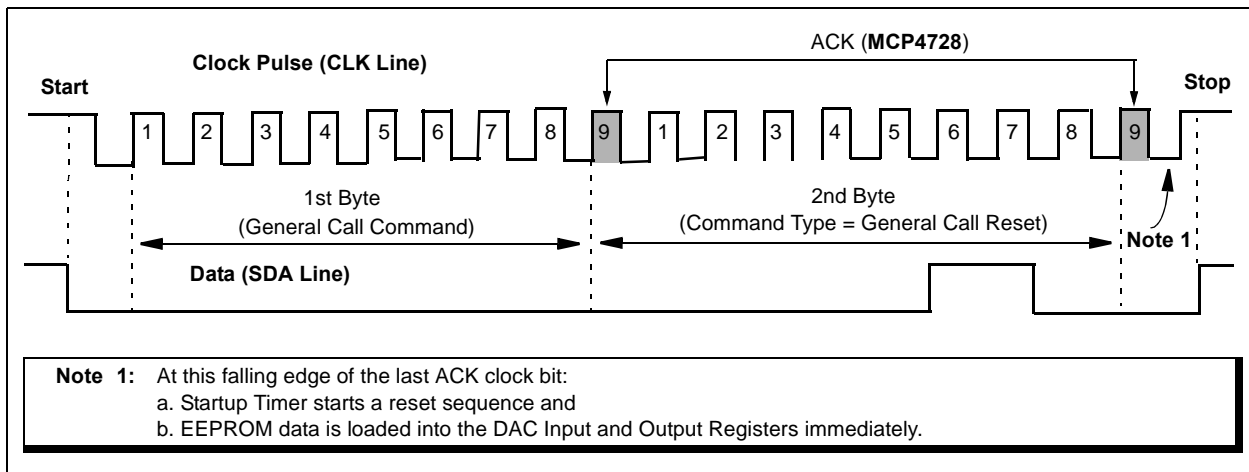 ACK (MCP4728)
Clock Pulse (CLK Line)
Start
Stop
1 2 3 4 5 6 7 8 9 1 2 3 4 5 6 7 8 9
1st Byte
(General Call Command)
2nd Byte
(Command Type = General Call Reset)
Note 1
Data (SDA Line)
Note 1: At this falling edge of the last ACK clock bit:
a. Startup Timer starts a reset sequence and
b. EEPROM data is loaded into the DAC Input and Output Registers immediately.